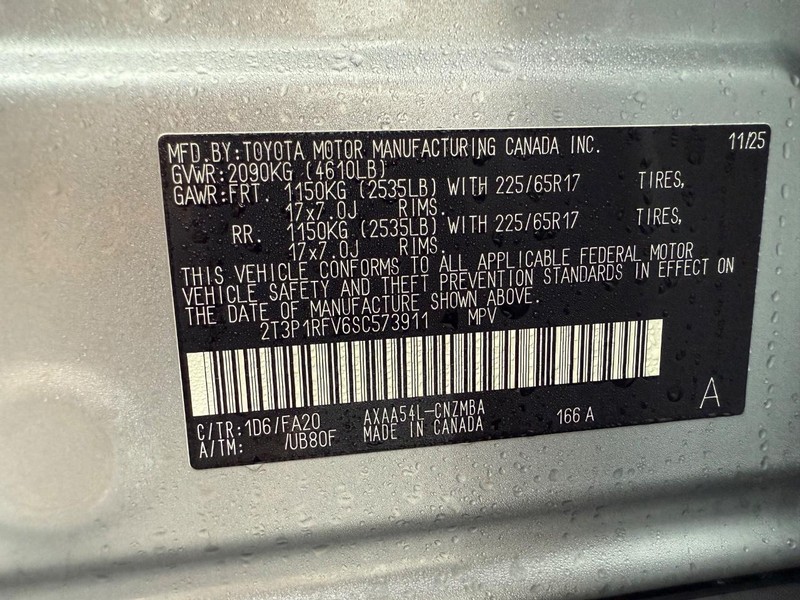 MFD.BY:TOYOTA MOTOR MANUFACTURING CANADA INC. 11/25
GVWR:2090KG (4610LB)
GAWR:FRT. 1150KG (2535LB) WITH 225/65R17 TIRES,
17x7.0J RIMS.
RR. 1150KG (2535LB) WITH 225/65R17 TIRES,
17x7.0J RIMS.
THIS VEHICLE CONFORMS TO ALL APPLICABLE FEDERAL MOTOR
VEHICLE SAFETY AND THEFT PREVENTION STANDARDS IN EFFECT ON
THE DATE OF MANUFACTURE SHOWN ABOVE.
2T3P1RFV6SC573911 MPV
C/TR:1D6/FA20 AXAA54L-CNZMBA 166 A A
A/TM: /UB80F MADE IN CANADA